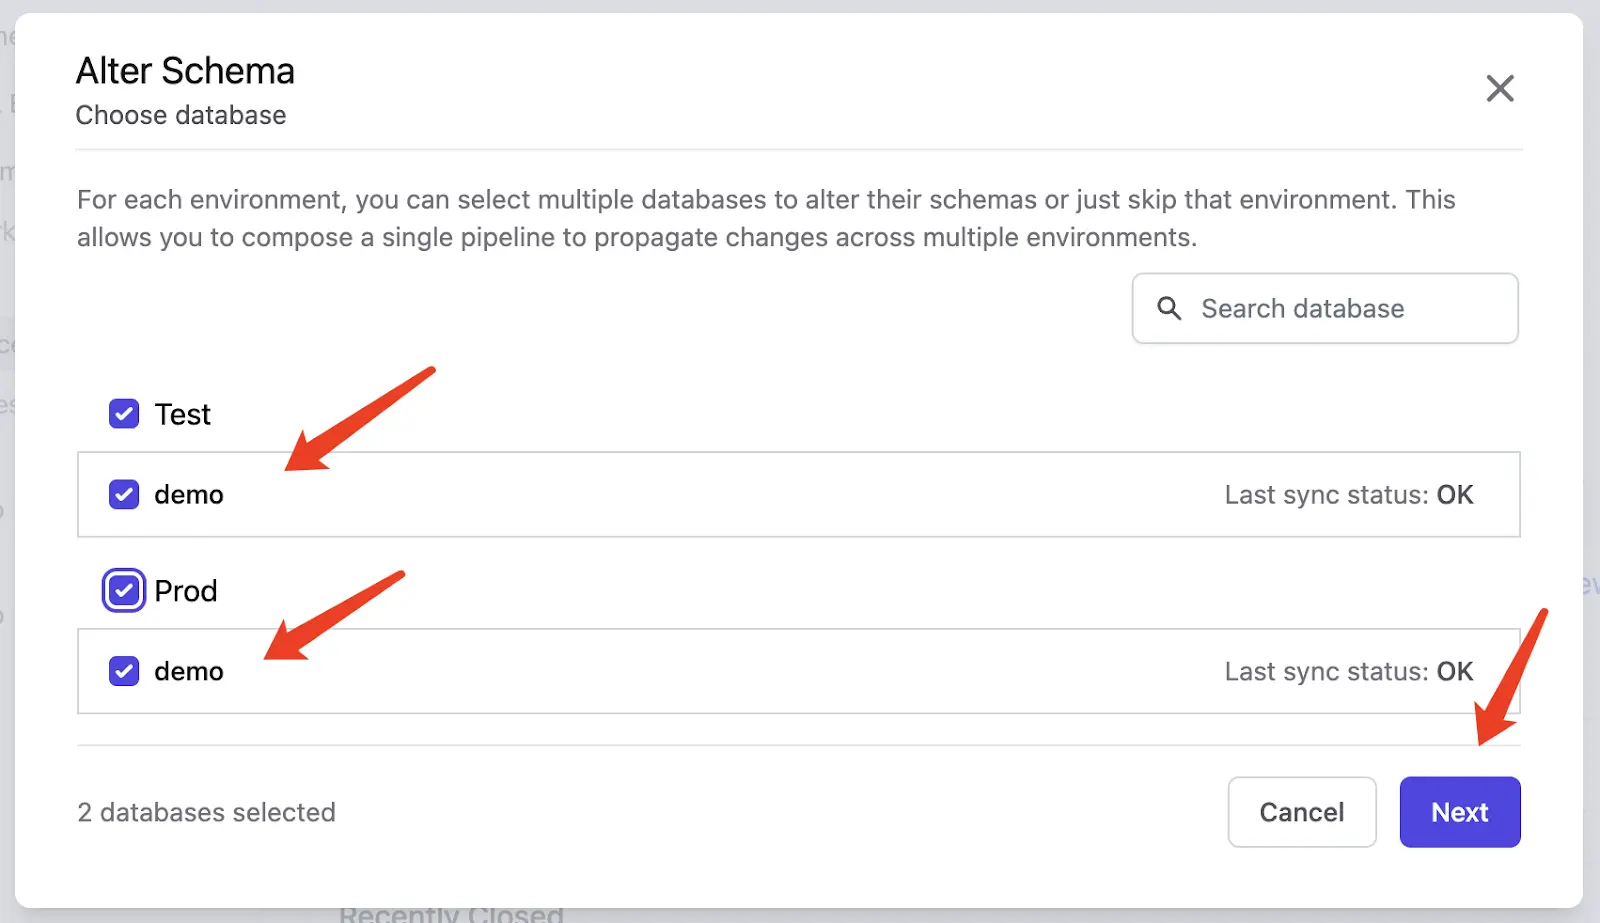 Alter Schema
Choose database
For each environment, you can select multiple databases to alter their schemas or just skip that environment. This
allows you to compose a single pipeline to propagate changes across multiple environments.
Search database
Test
demo
Last sync status: OK
Prod
demo
Last sync status: OK
2 databases selected
Cancel
Next
Recently Closed